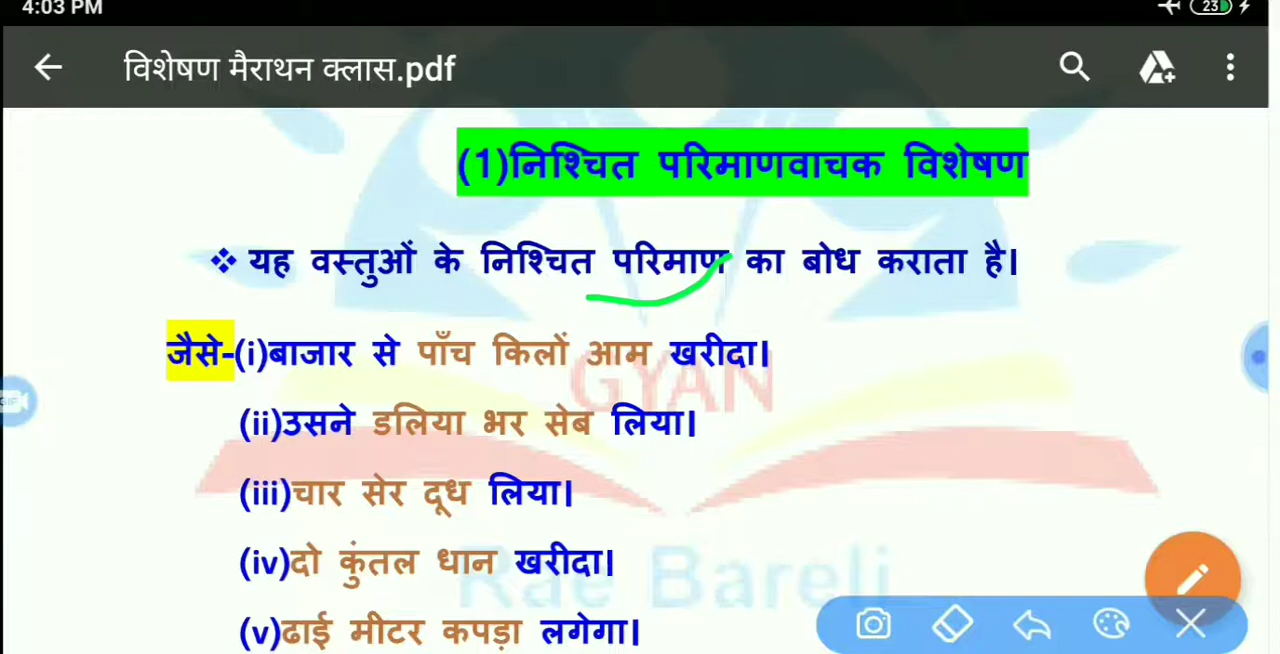 4:03 PM
23
विशेषण मैराथन क्लास.pdf
(1)निश्चित परिमाणवाचक विशेषण
❖ यह वस्तुओं के निश्चित परिमाण का बोध कराता है।
जैसे-(i)बाजार से पाँच किलों आम खरीदा।
(ii)उसने डलिया भर सेब लिया।
(iii)चार सेर दूध लिया।
(iv)दो कुंतल धान खरीदा।
(v)ढाई मीटर कपड़ा लगेगा।
GYAN
Rae Bareli
GIF